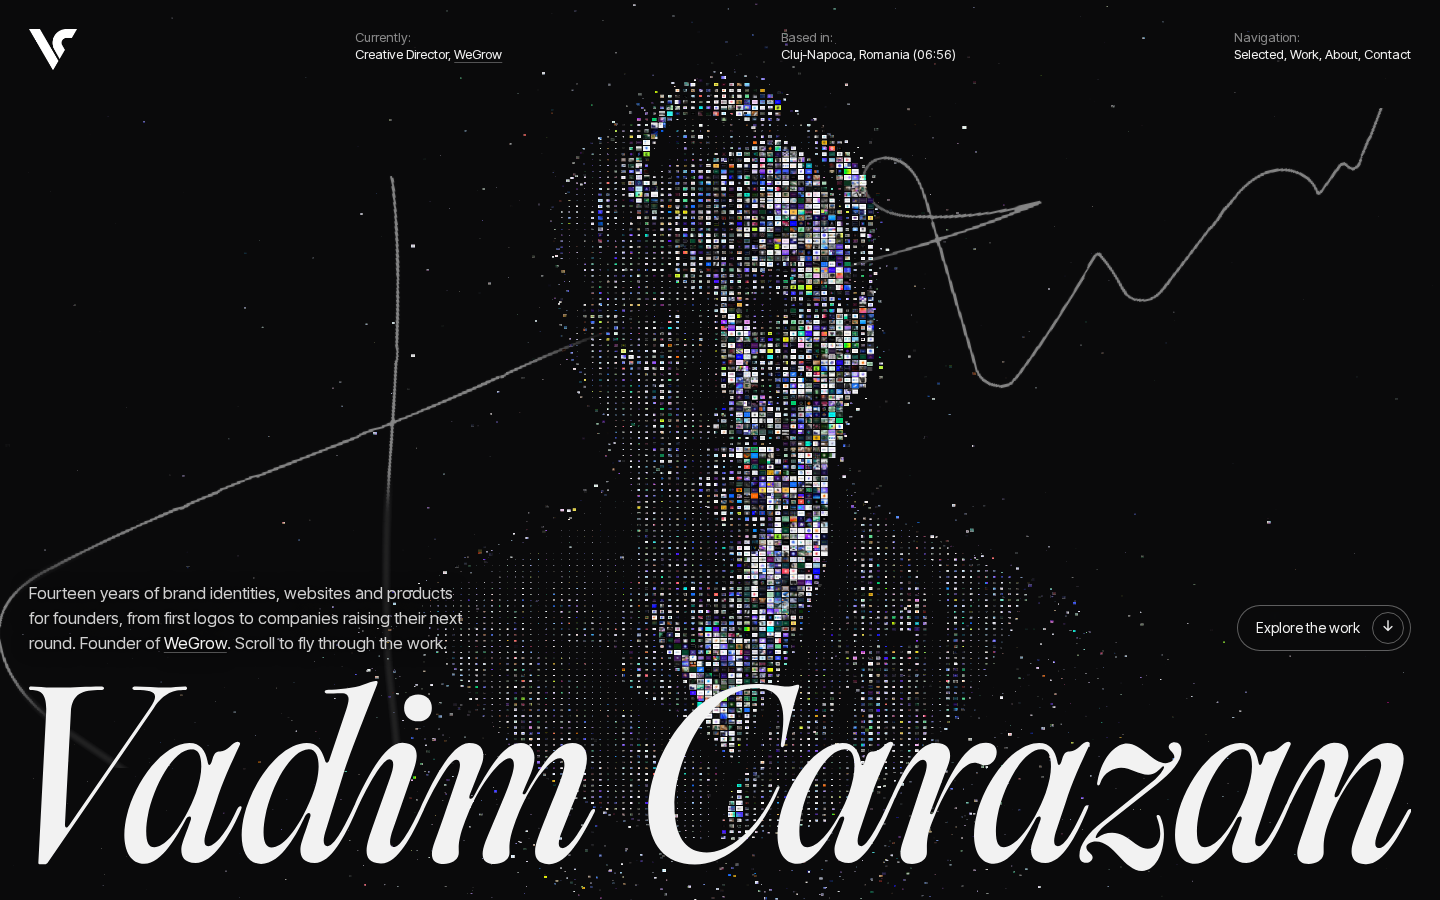 Currently:
Creative Director, WeGrow
Based in:
Cluj-Napoca, Romania (06:56)
Navigation:
Selected, Work, About, Contact
Fourteen years of brand identities, websites and products
for founders, from first logos to companies raising their next
round. Founder of WeGrow. Scroll to fly through the work.
Explore the work
Vadim Carazan